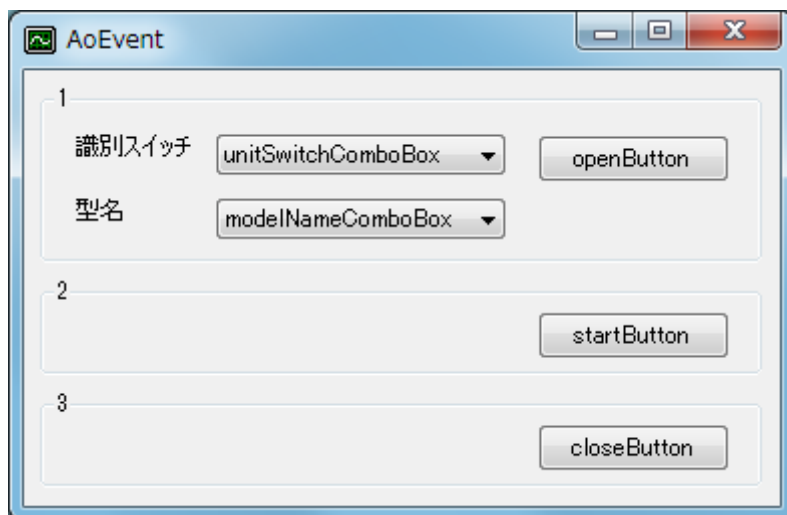 AoEvent
1
識別スイッチ
unitSwitchComboBox
openButton
型名
modelNameComboBox
2
startButton
3
closeButton